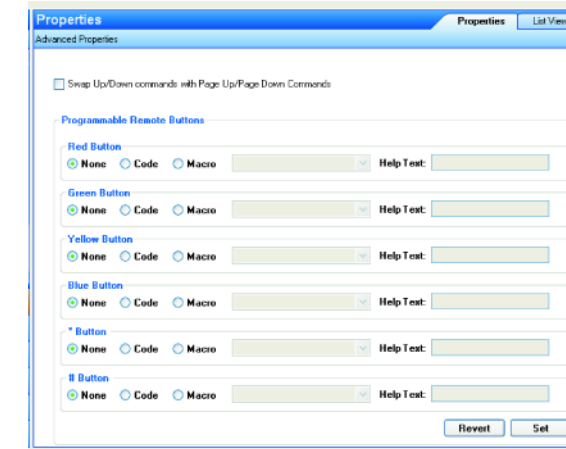 Properties Properties List View
Advanced Properties
Swap Up/Down commands with Page Up/Page Down Commands
Programmable Remote Buttons
Red Button
None Code Macro Help Text:
Green Button
None Code Macro Help Text:
Yellow Button
None Code Macro Help Text:
Blue Button
None Code Macro Help Text:
* Button
None Code Macro Help Text:
# Button
None Code Macro Help Text:
Revert Set